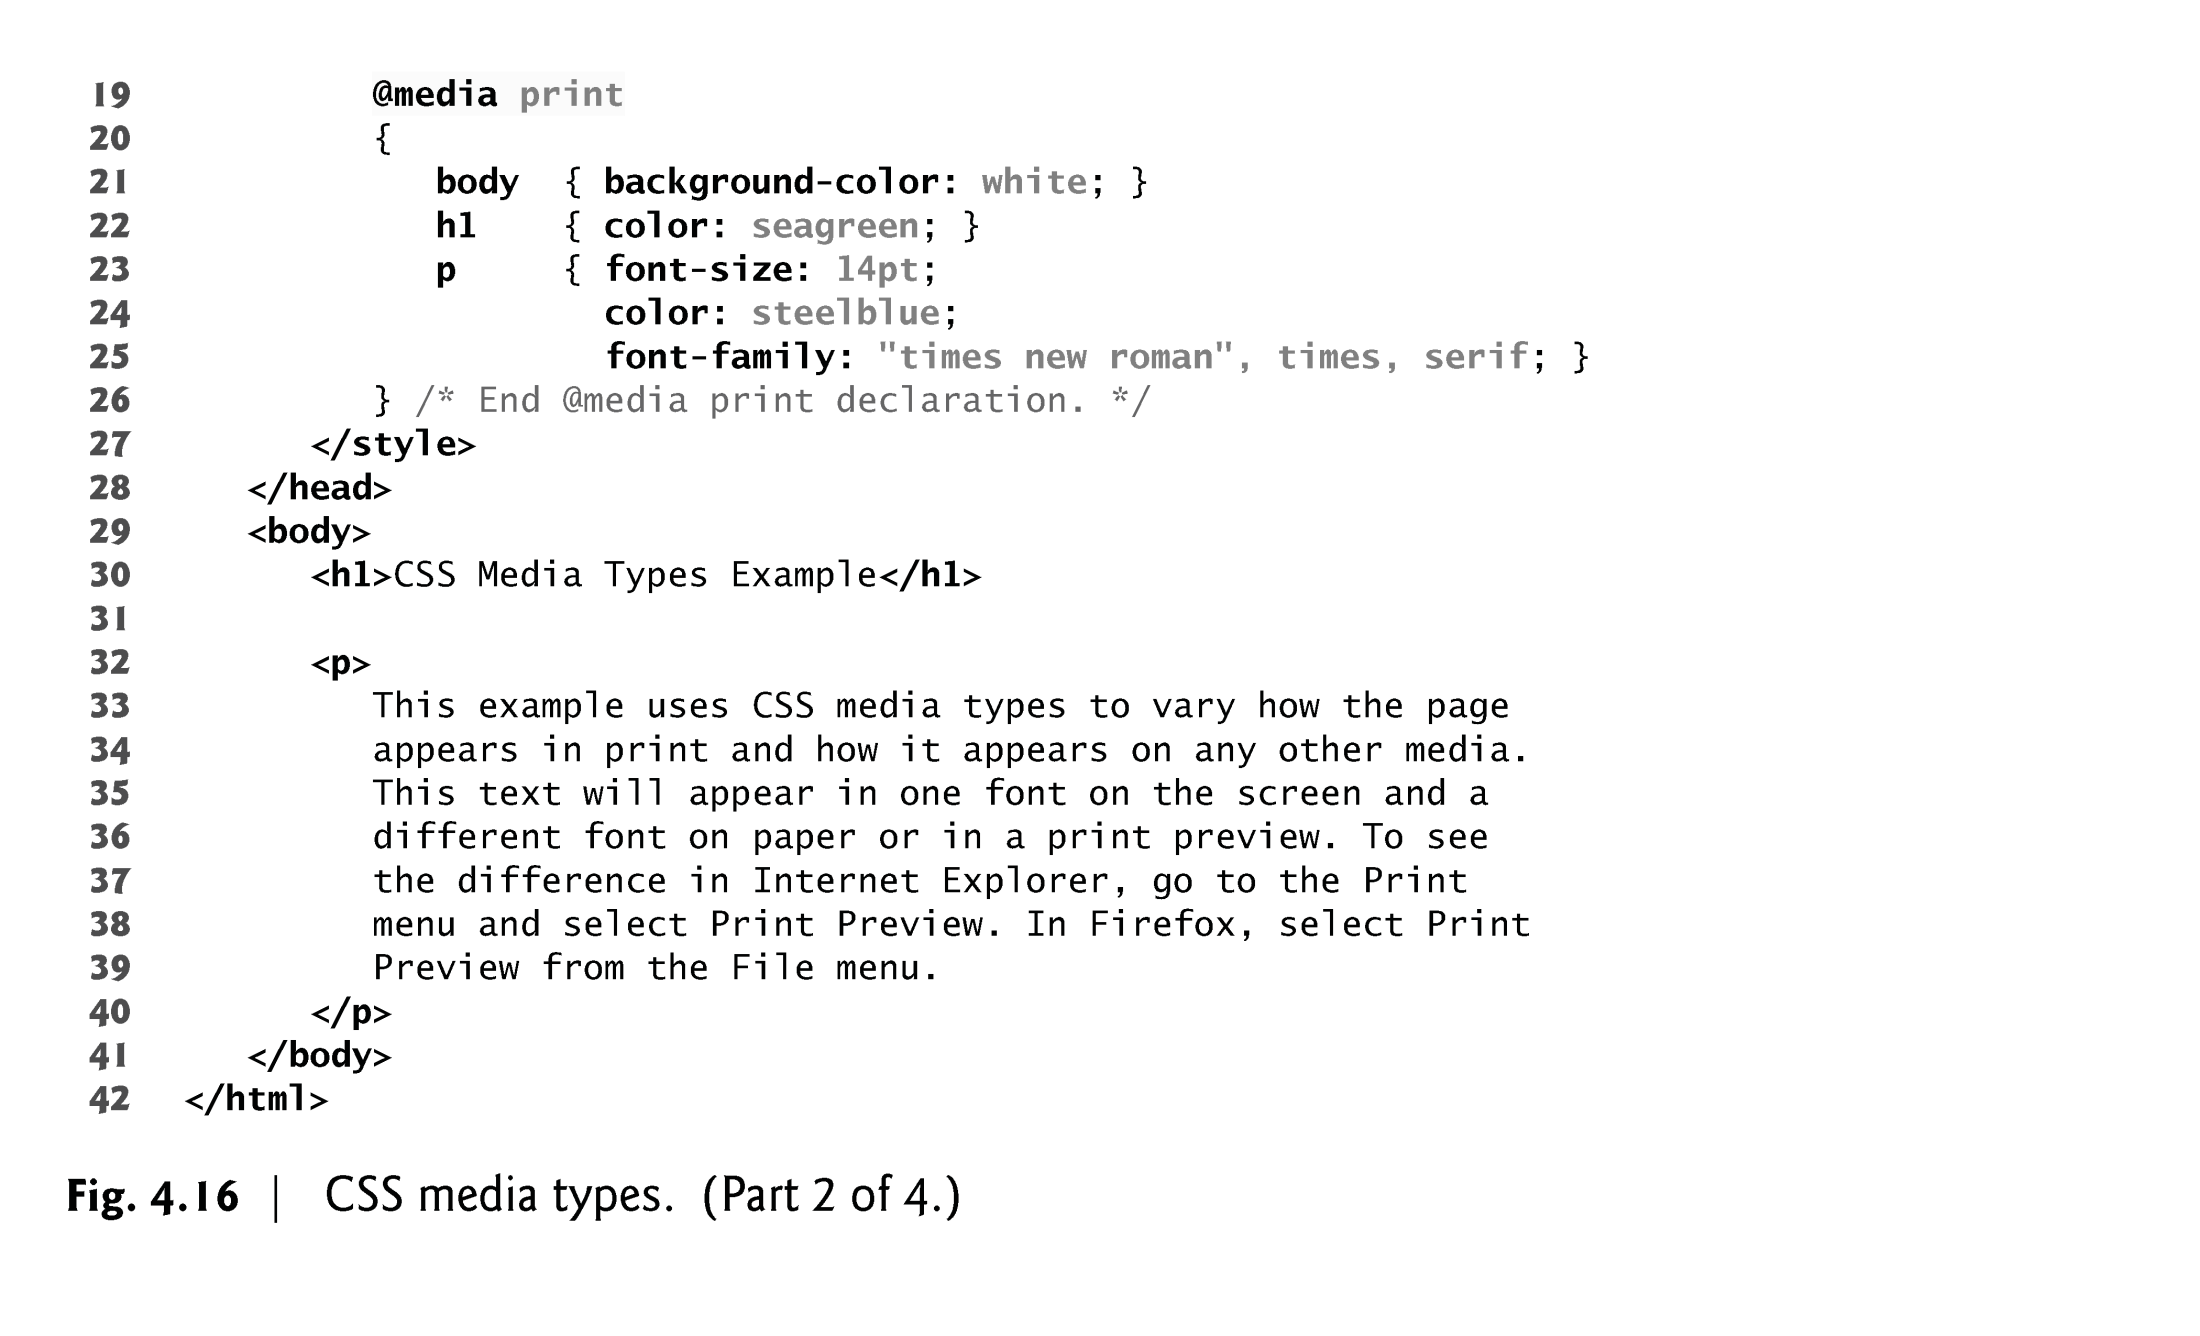 19 @media print
20 {
21 body { background-color: white; }
22 h1 { color: seagreen; }
23 p { font-size: 14pt;
24 color: steelblue;
25 font-family: "times new roman", times, serif; }
26 } /* End @media print declaration. */
27 </style>
28 </head>
29 <body>
30 <h1>CSS Media Types Example</h1>
31
32 <p>
33 This example uses CSS media types to vary how the page
34 appears in print and how it appears on any other media.
35 This text will appear in one font on the screen and a
36 different font on paper or in a print preview. To see
37 the difference in Internet Explorer, go to the Print
38 menu and select Print Preview. In Firefox, select Print
39 Preview from the File menu.
40 </p>
41 </body>
42 </html>
Fig. 4.16 | CSS media types. (Part 2 of 4.)